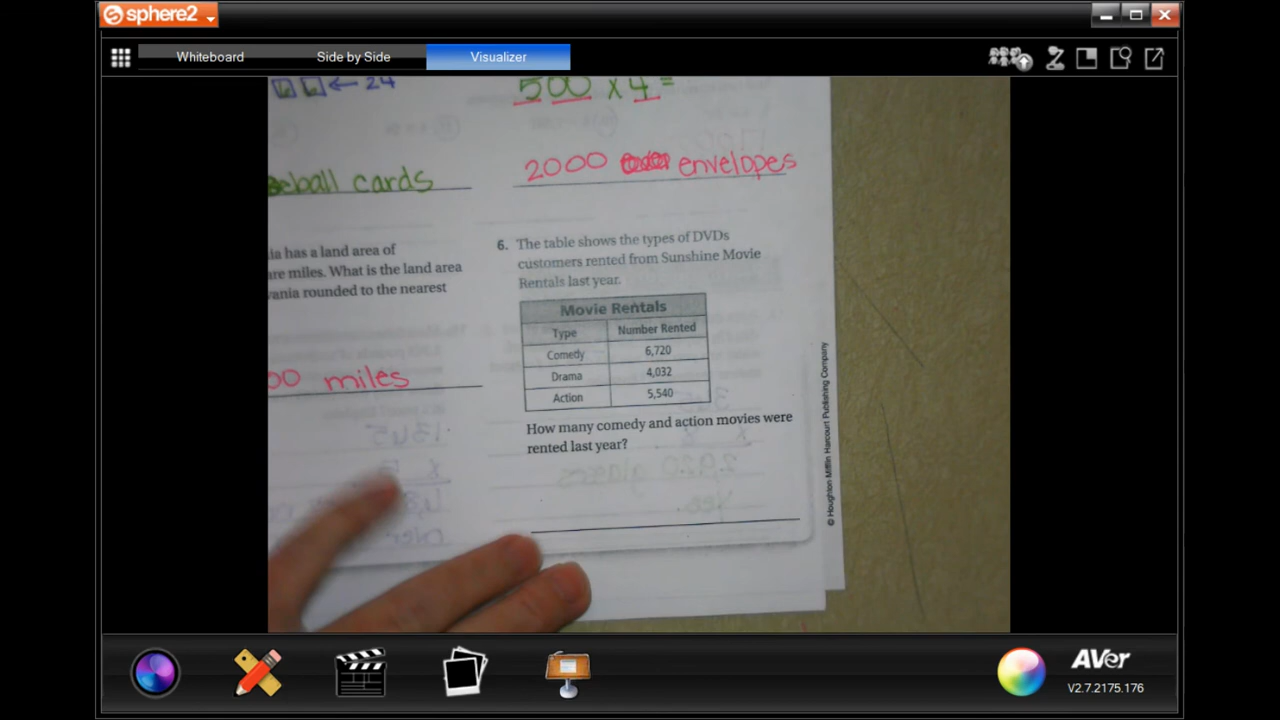 sphere2
Whiteboard
Side by Side
Visualizer
← 24
500 x 4 =
2000 envelopes
ball cards
has a land area of
miles. What is the land area
rounded to the nearest
00 miles
6. The table shows the types of DVDs
customers rented from Sunshine Movie
Rentals last year.
Movie Rentals
Type Number Rented
Comedy 6,720
Drama 4,032
Action 5,540
How many comedy and action movies were
rented last year?
© Houghton Mifflin Harcourt Publishing Company
AVer
V2.7.2175.176